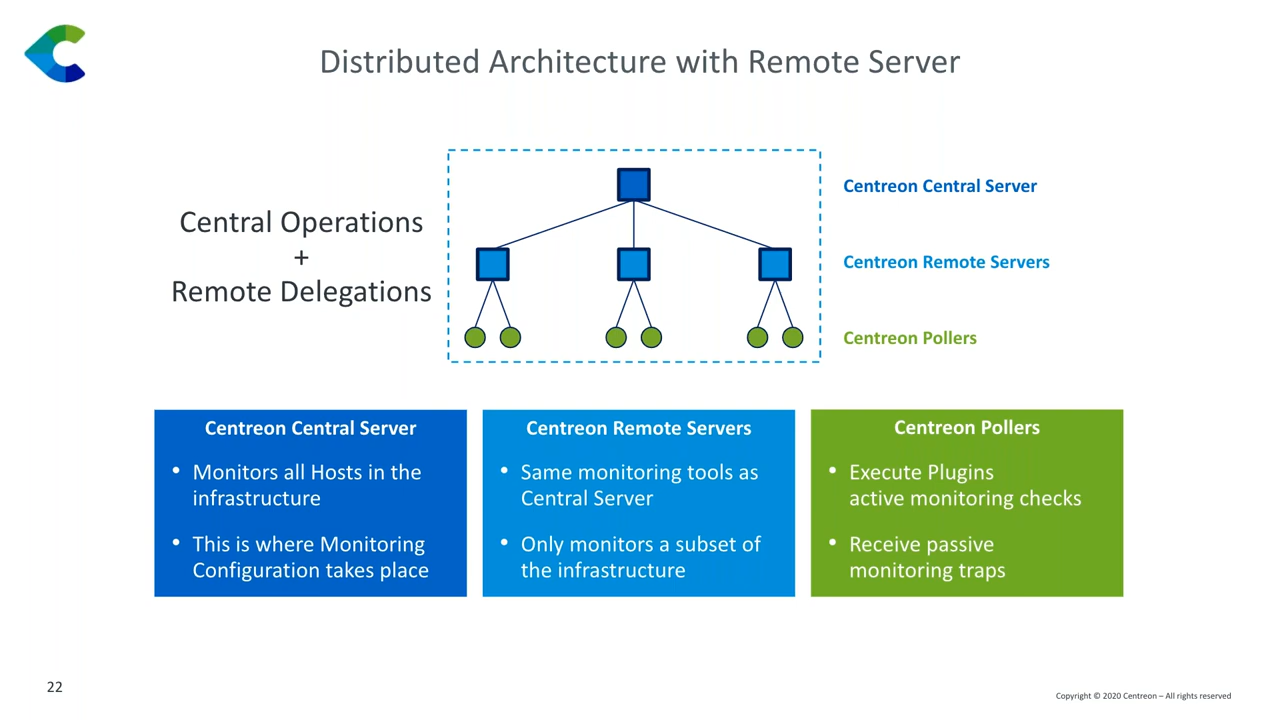 Distributed Architecture with Remote Server
Central Operations
+
Remote Delegations
Centreon Central Server
Centreon Remote Servers
Centreon Pollers
Centreon Central Server
• Monitors all Hosts in the
infrastructure
• This is where Monitoring
Configuration takes place
Centreon Remote Servers
• Same monitoring tools as
Central Server
• Only monitors a subset of
the infrastructure
Centreon Pollers
• Execute Plugins
active monitoring checks
• Receive passive
monitoring traps
22
Copyright © 2020 Centreon – All rights reserved